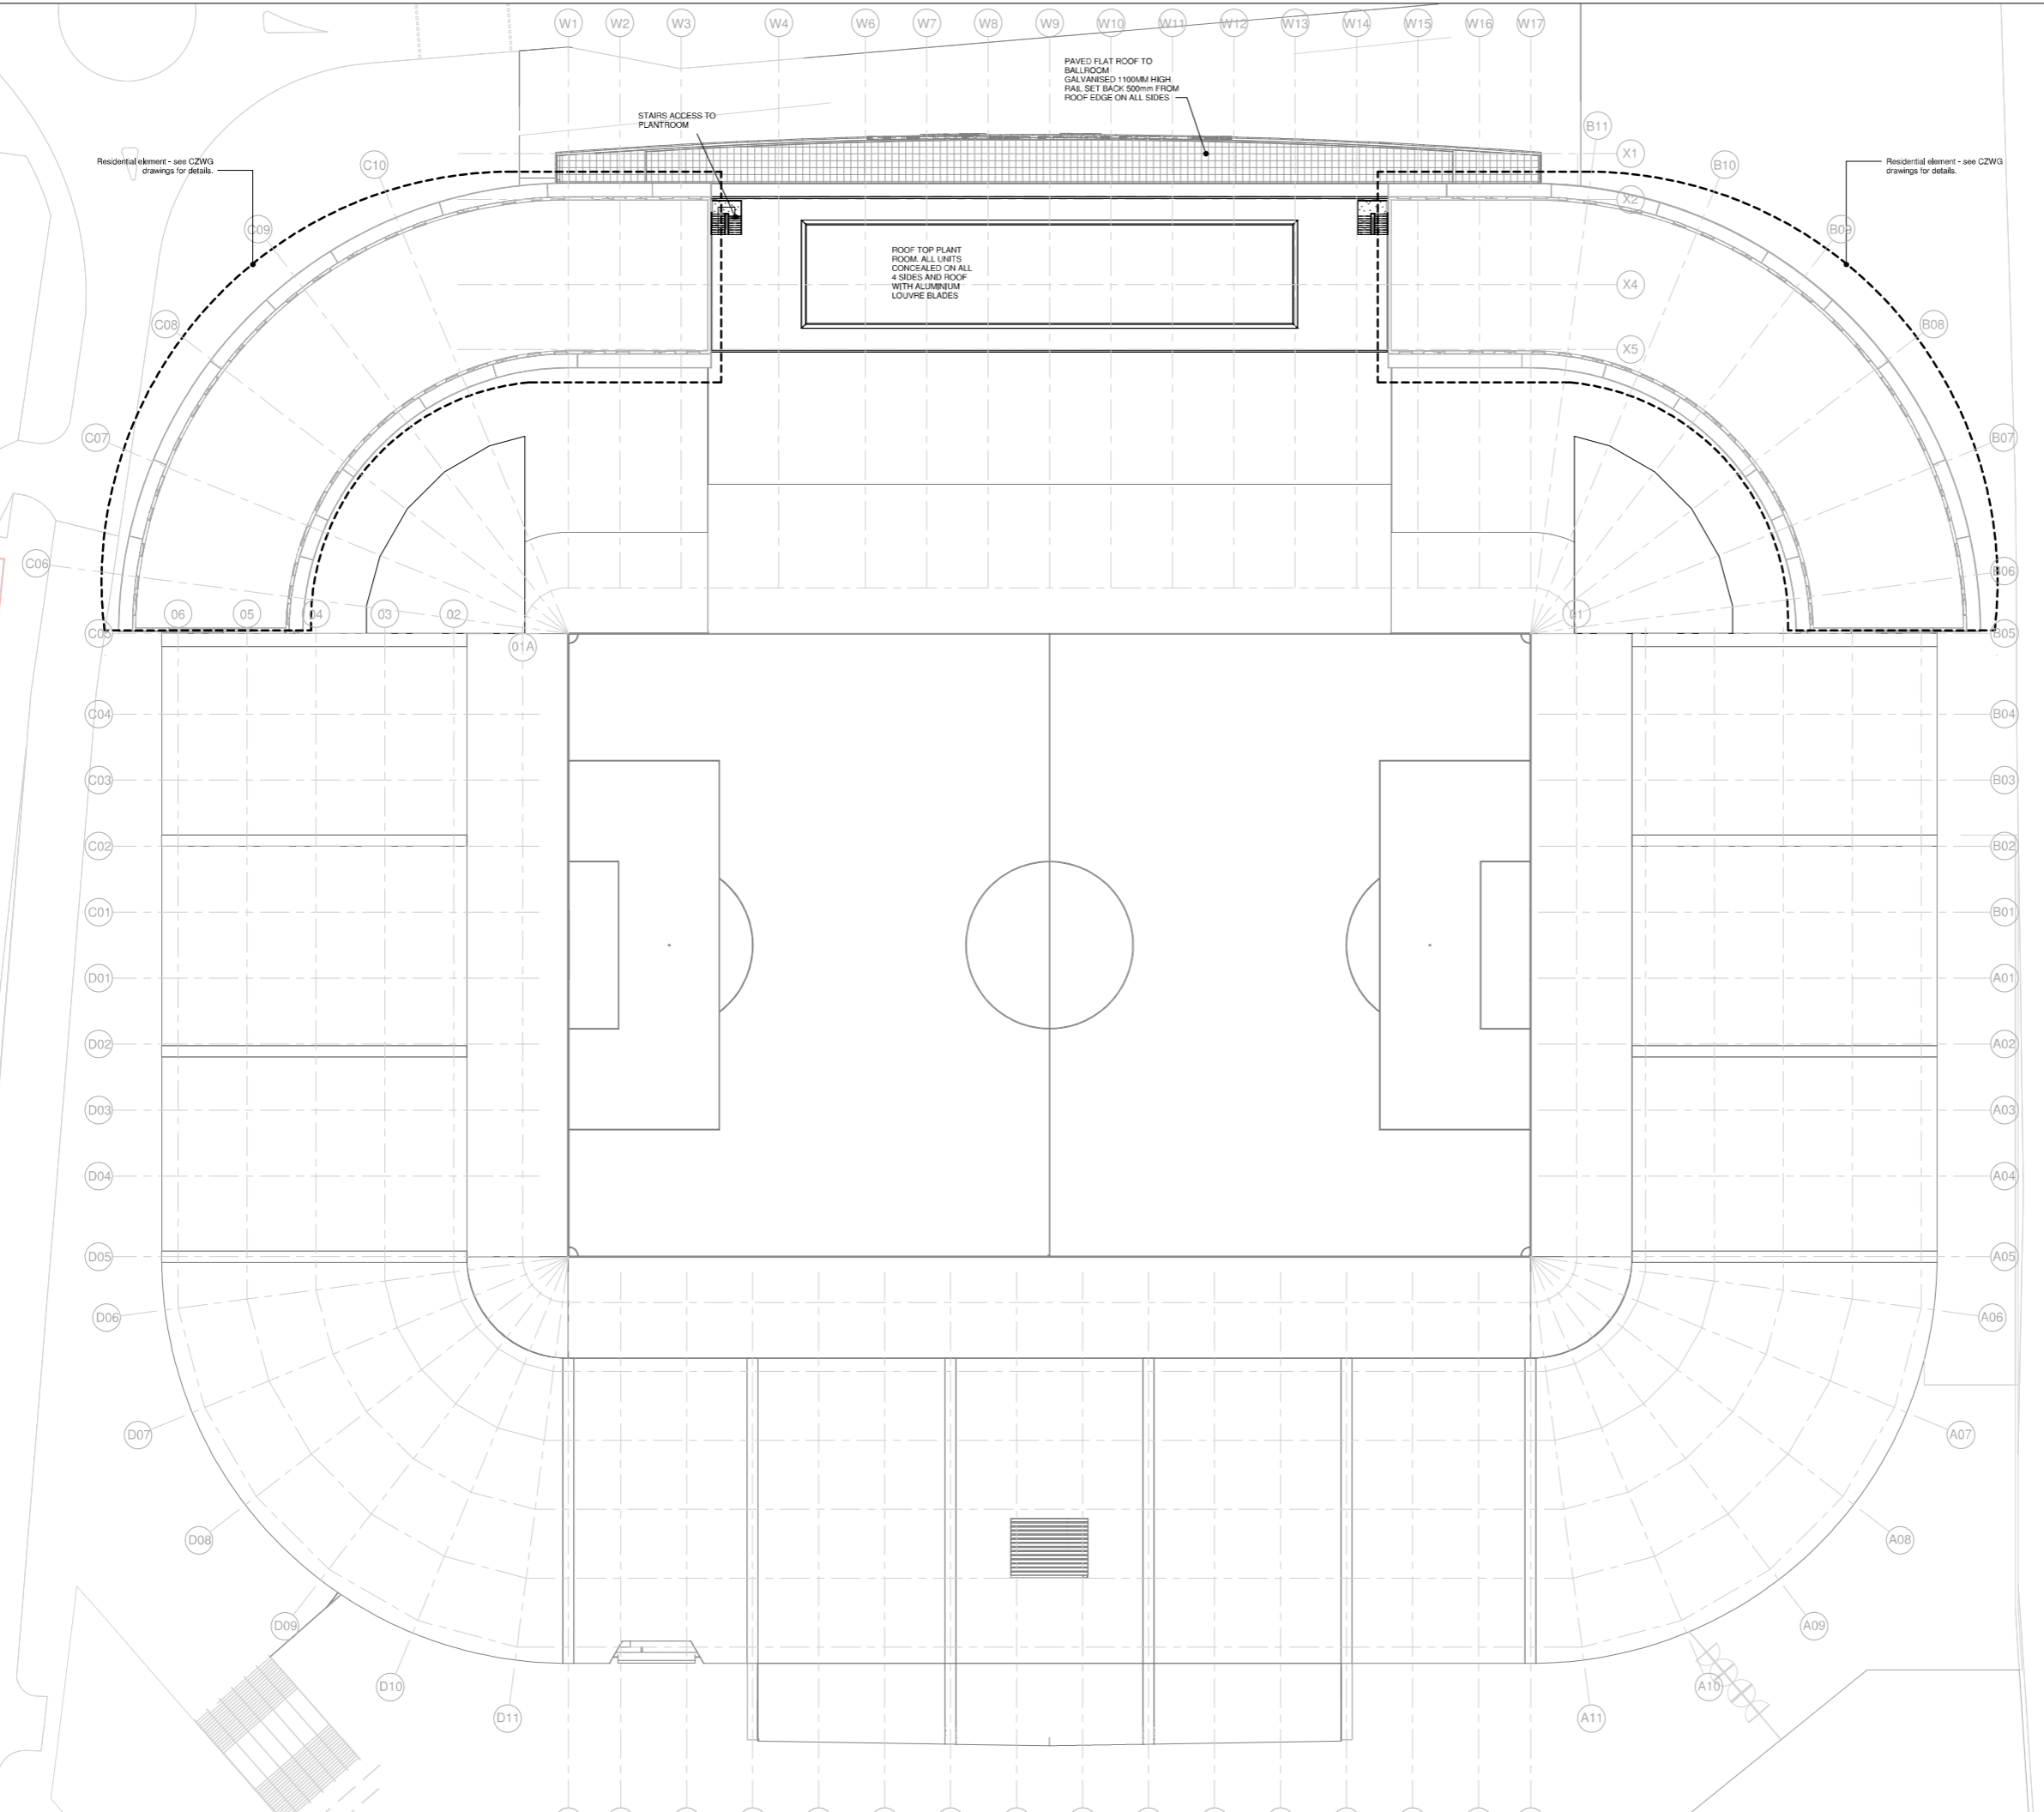 W1 W2 W3 W4 W6 W7 W8 W9 W10 W11 W12 W13 W14 W15 W16 W17
PAVED FLAT ROOF TO
BALLROOM
GALVANISED 1100MM HIGH
RAIL SET BACK 500mm FROM
ROOF EDGE ON ALL SIDES
STAIRS ACCESS TO
PLANTROOM
B11
X1
C10
B10
Residential element - see CZWG
drawings for details.
Residential element - see CZWG
drawings for details.
X2
C09
B09
ROOF TOP PLANT
ROOM. ALL UNITS
CONCEALED ON ALL
4 SIDES AND ROOF
WITH ALUMINIUM
LOUVRE BLADES
X4
C08
B08
X5
C07
B07
C06
B06
06 05 04 03 02
01
C05
B05
01A
C04
B04
C03
B03
C02
B02
C01
B01
D01
A01
D02
A02
D03
A03
D04
A04
D05
A05
D06
A06
D07
A07
D08
A08
D09
A09
D10
A10
D11
A11